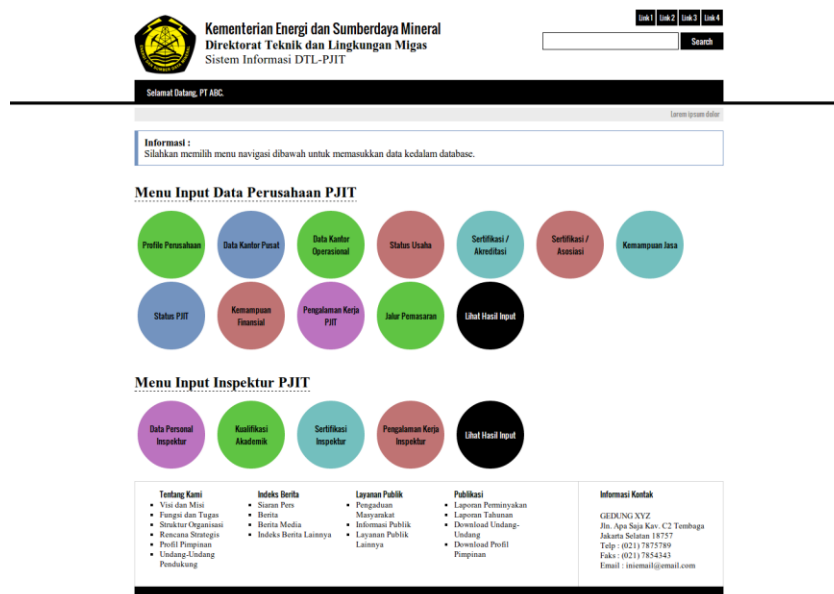 Kementerian Energi dan Sumberdaya Mineral
Direktorat Teknik dan Lingkungan Migas
Sistem Informasi DTL-PJIT
Link 1 Link 2 Link 3 Link 4
Search
Selamat Datang, PT ABC.
Lorem ipsum dolor
Informasi :
Silahkan memilih menu navigasi dibawah untuk memasukkan data kedalam database.
Menu Input Data Perusahaan PJIT
Profile Perusahaan
Data Kantor Pusat
Data Kantor
Operasional
Status Usaha
Sertifikasi /
Akreditasi
Sertifikasi /
Asosiasi
Kemampuan Jasa
Status PJIT
Kemampuan
Finansial
Pengalaman Kerja
PJIT
Jalur Pemasaran
Lihat Hasil Input
Menu Input Inspektur PJIT
Data Personal
Inspektur
Kualifikasi
Akademik
Sertifikasi
Inspektur
Pengalaman Kerja
Inspektur
Lihat Hasil Input
Tentang Kami
Visi dan Misi
Fungsi dan Tugas
Struktur Organisasi
Rencana Strategis
Profil Pimpinan
Undang-Undang
Pendukung
Indeks Berita
Siaran Pers
Berita
Berita Media
Indeks Berita Lainnya
Layanan Publik
Pengaduan
Masyarakat
Informasi Publik
Layanan Publik
Lainnya
Publikasi
Laporan Perminyakan
Laporan Tahunan
Download Undang-
Undang
Download Profil
Pimpinan
Informasi Kontak
GEDUNG XYZ
Jln. Apa Saja Kav. C2 Tembaga
Jakarta Selatan 18757
Telp : (021) 7875789
Faks : (021) 7854343
Email : iniemail@email.com